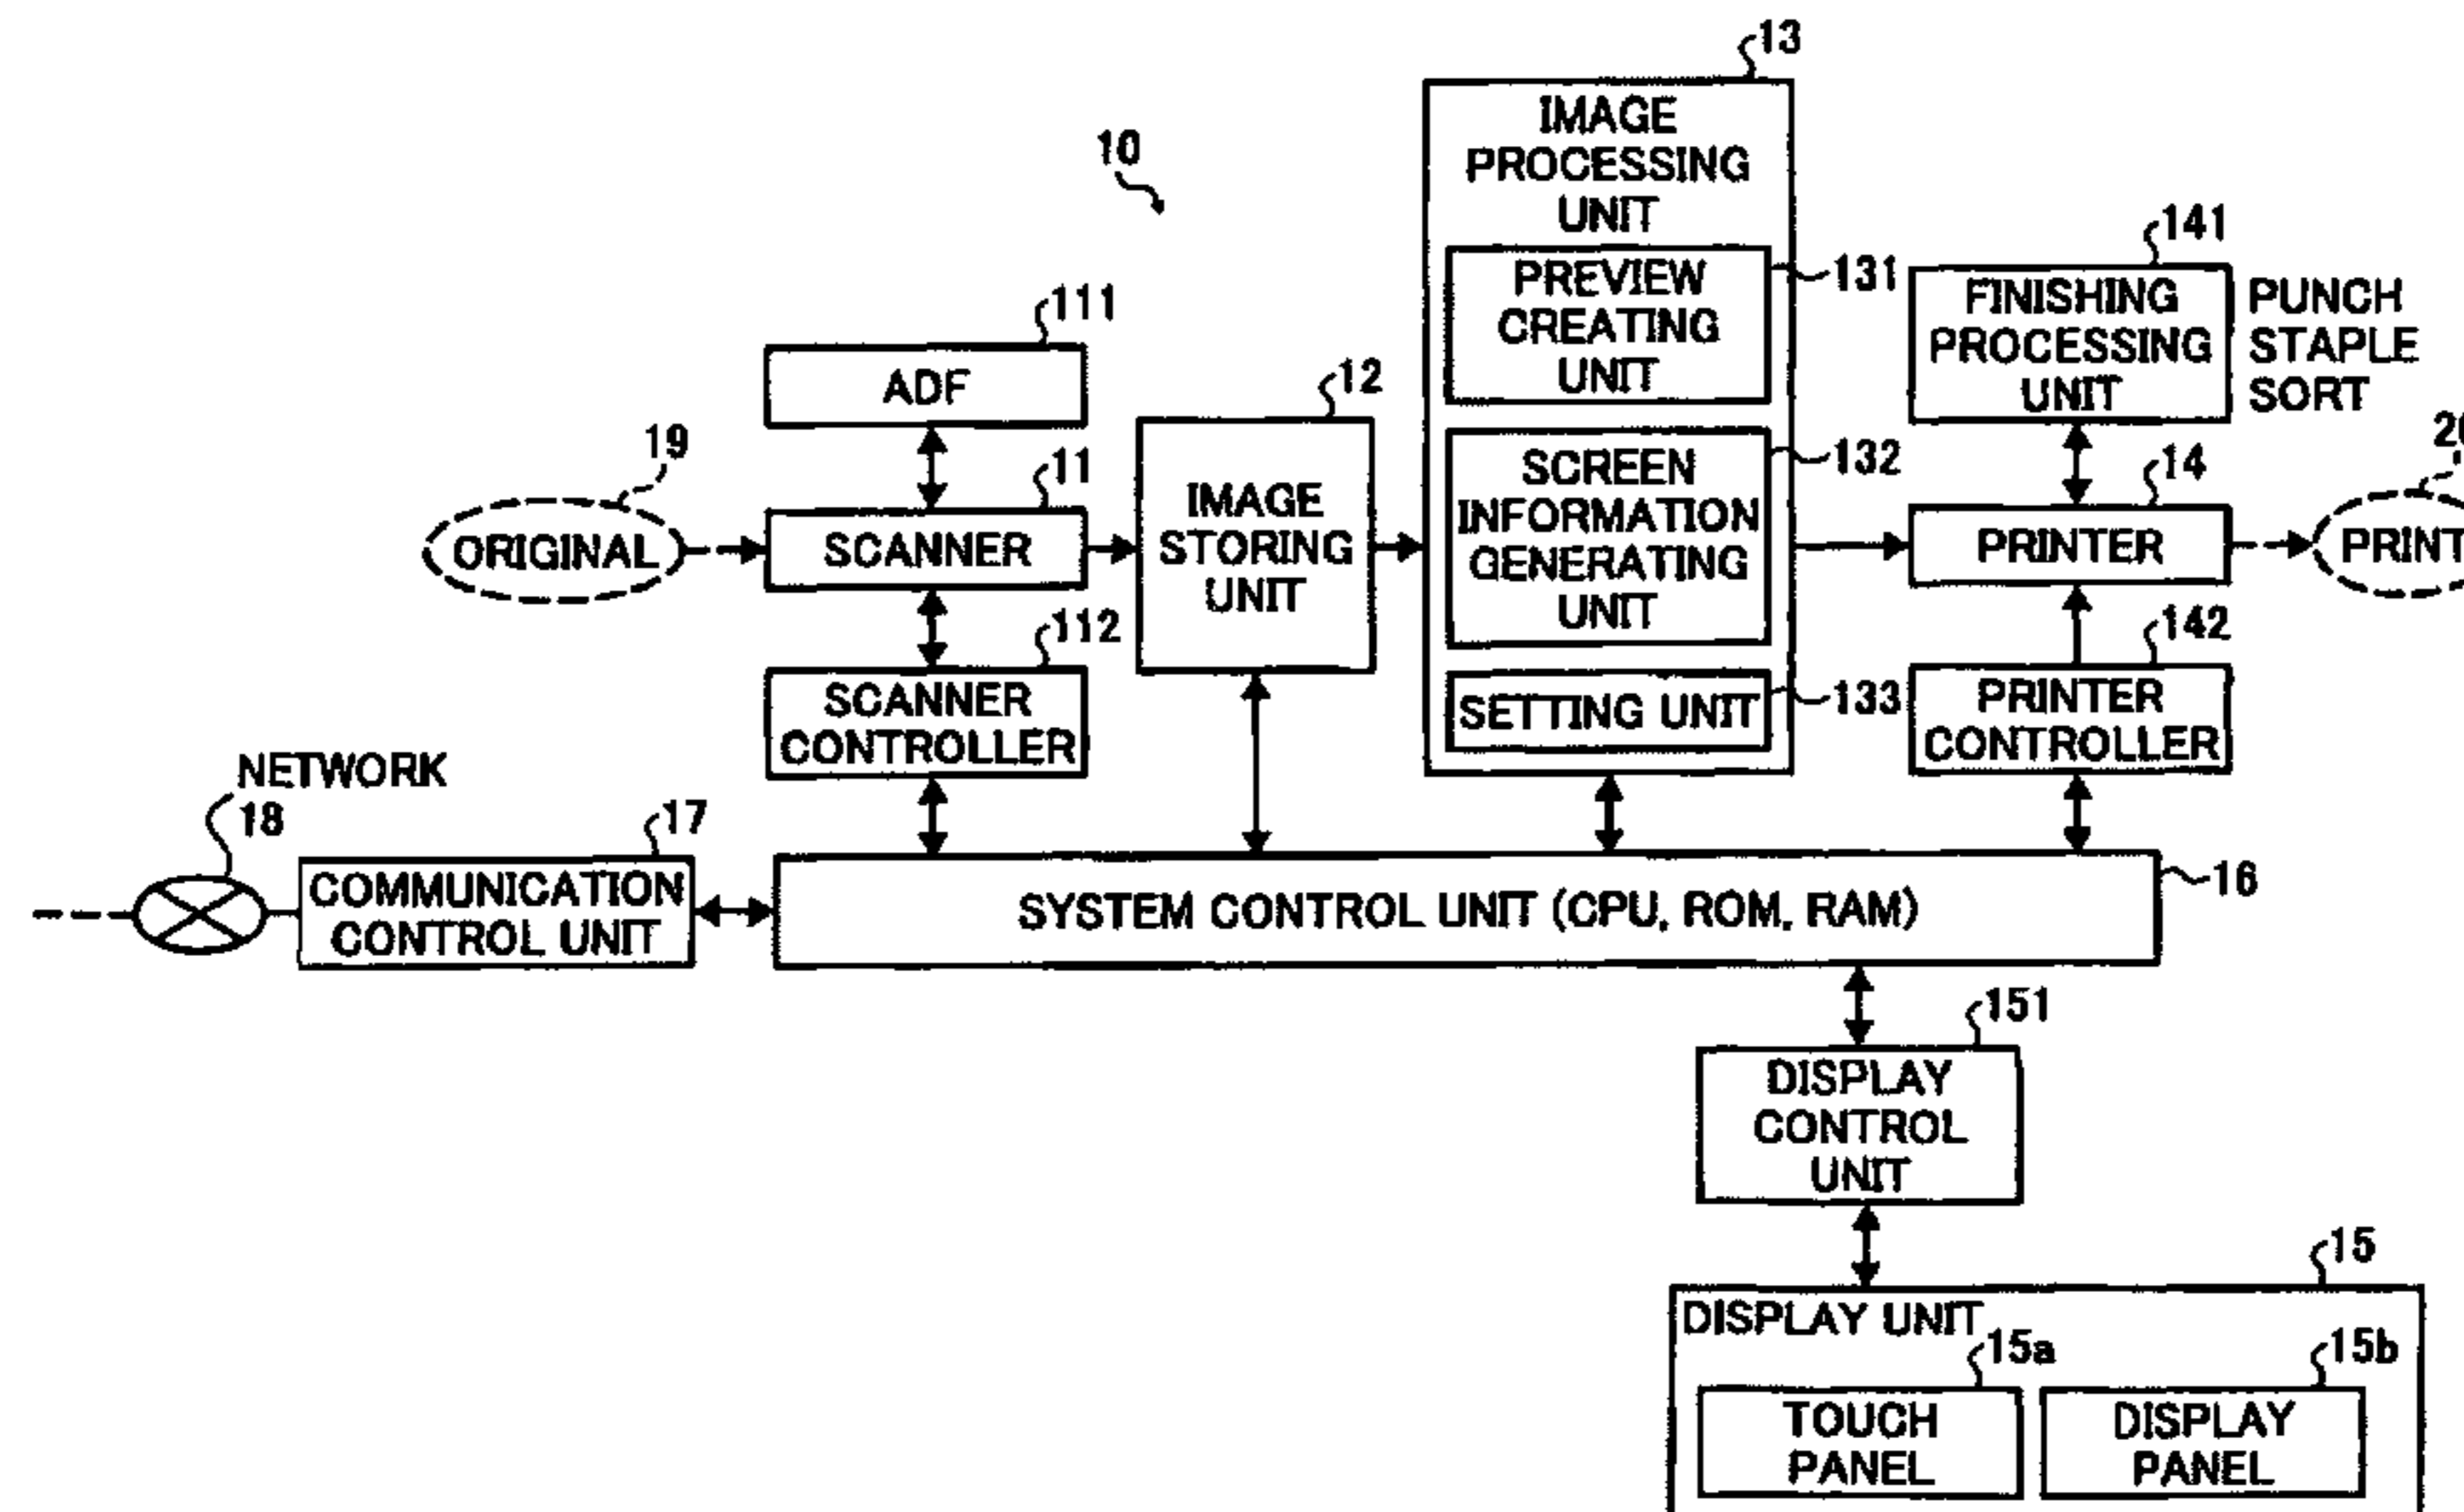 10
13
IMAGE
PROCESSING
UNIT
PREVIEW
CREATING
UNIT
131
SCREEN
INFORMATION
GENERATING
UNIT
132
SETTING UNIT
133
141
FINISHING
PROCESSING
UNIT
PUNCH
STAPLE
SORT
111
ADF
12
IMAGE
STORING
UNIT
19
ORIGINAL
11
SCANNER
14
PRINTER
PRINT
112
SCANNER
CONTROLLER
142
PRINTER
CONTROLLER
NETWORK
18
17
COMMUNICATION
CONTROL UNIT
SYSTEM CONTROL UNIT (CPU, ROM, RAM)
16
151
DISPLAY
CONTROL
UNIT
15
DISPLAY UNIT
15a
TOUCH
PANEL
15b
DISPLAY
PANEL